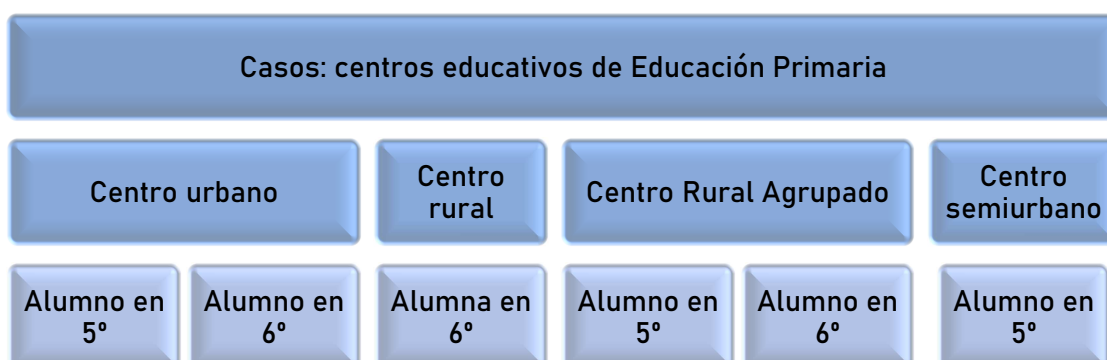 Casos: centros educativos de Educación Primaria
Centro urbano
Centro
rural
Centro Rural Agrupado
Centro
semiurbano
Alumno en
5º
Alumno en
6º
Alumna en
6º
Alumno en
5º
Alumno en
6º
Alumno en
5º